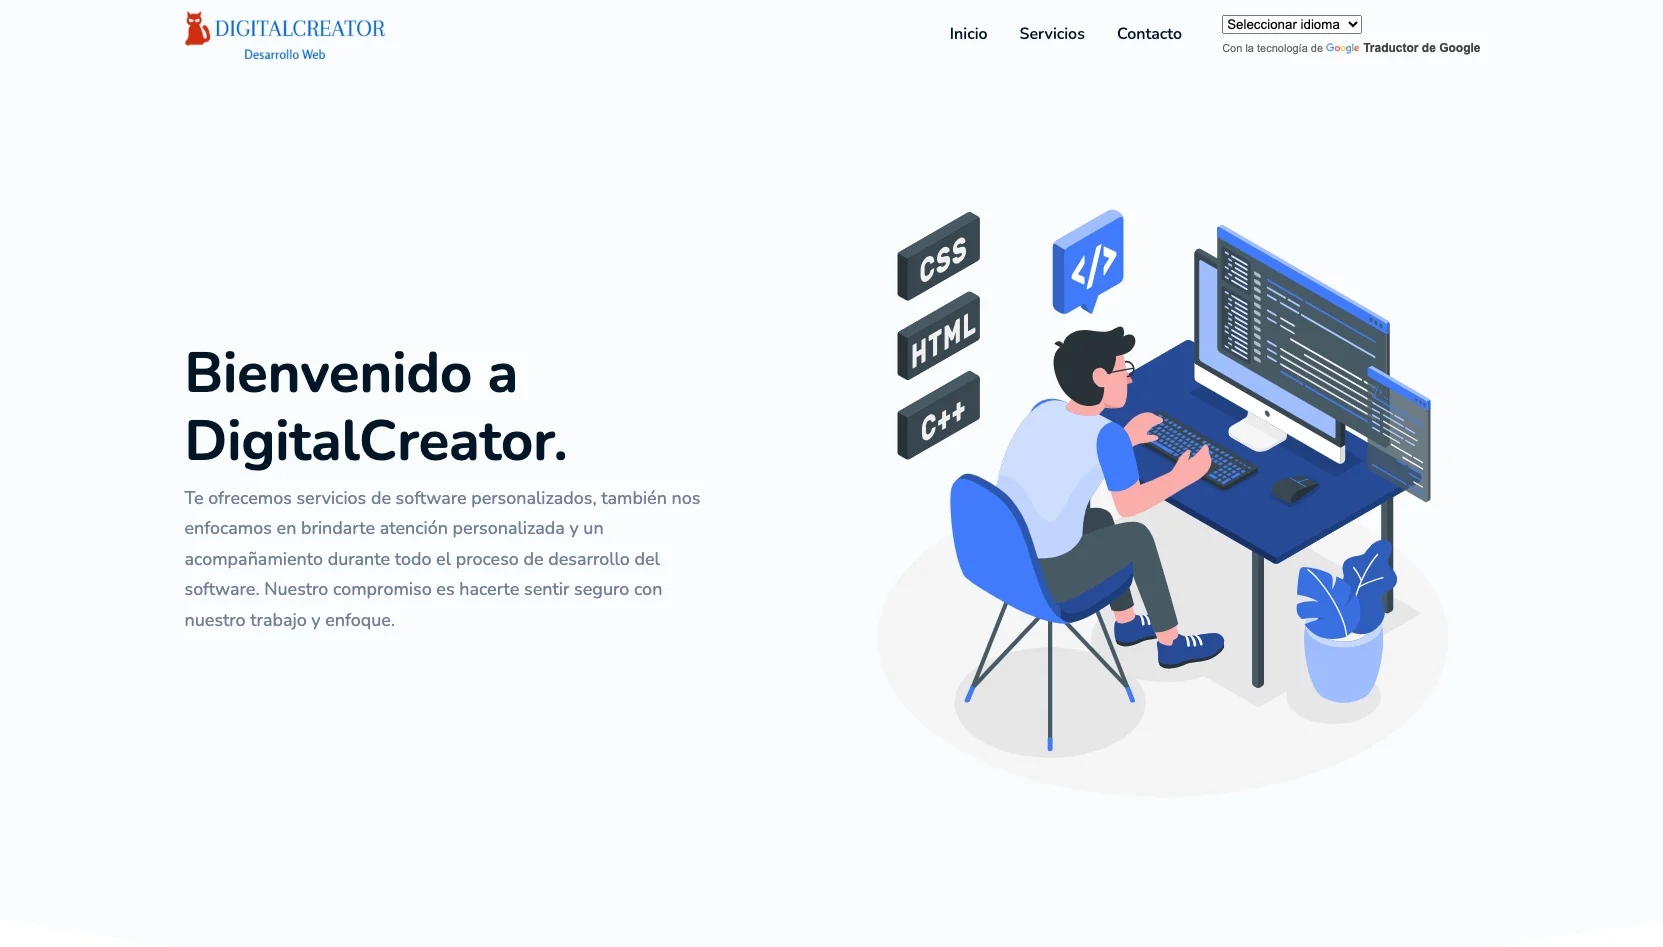 DIGITALCREATOR
Desarrollo Web
Inicio Servicios Contacto
Seleccionar idioma
Con la tecnología de Google Traductor de Google
CSS
</>
HTML
C++
Bienvenido a
DigitalCreator.
Te ofrecemos servicios de software personalizados, también nos
enfocamos en brindarte atención personalizada y un
acompañamiento durante todo el proceso de desarrollo del
software. Nuestro compromiso es hacerte sentir seguro con
nuestro trabajo y enfoque.